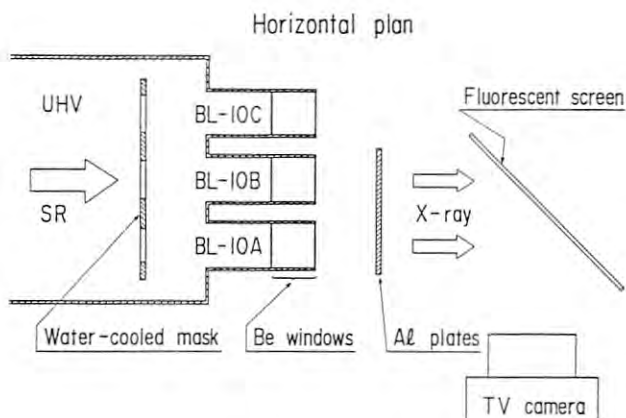 Horizontal plan
UHV
SR
BL-10C
BL-10B
BL-10A
Fluorescent screen
X-ray
Water-cooled mask
Be windows
Aℓ plates
TV camera